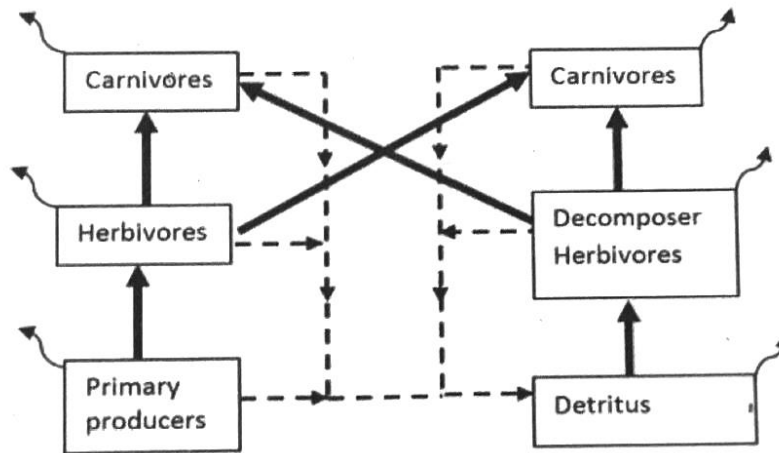 Carnivores
Carnivores
Herbivores
Decomposer
Herbivores
Primary
producers
Detritus